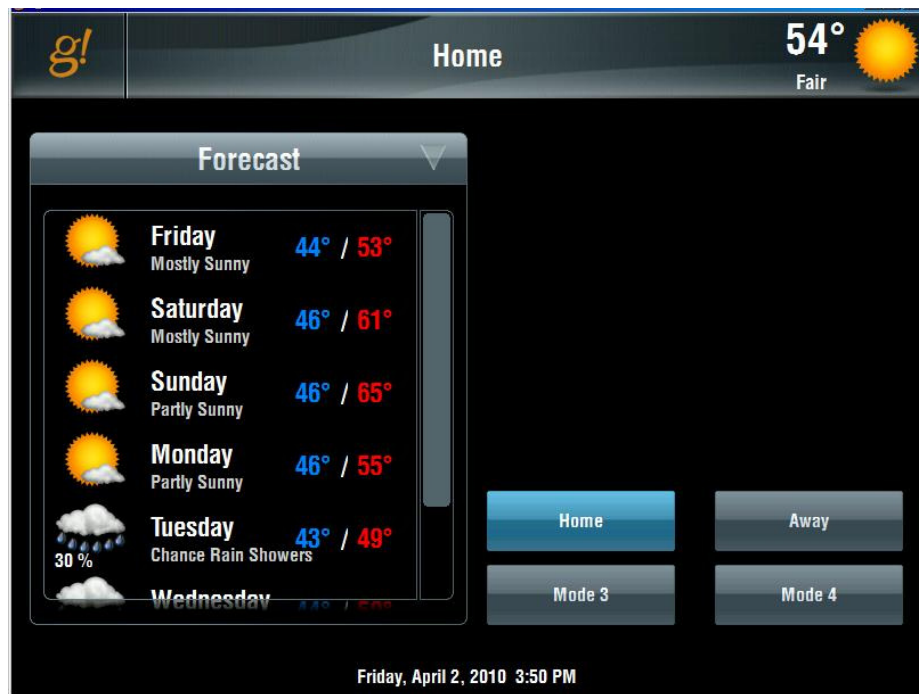 g!
Home
54°
Fair
Forecast
Friday
44° / 53°
Mostly Sunny
Saturday
46° / 61°
Mostly Sunny
Sunday
46° / 65°
Partly Sunny
Monday
46° / 55°
Partly Sunny
Tuesday
43° / 49°
Chance Rain Showers
30 %
Wednesday
Home
Away
Mode 3
Mode 4
Friday, April 2, 2010 3:50 PM